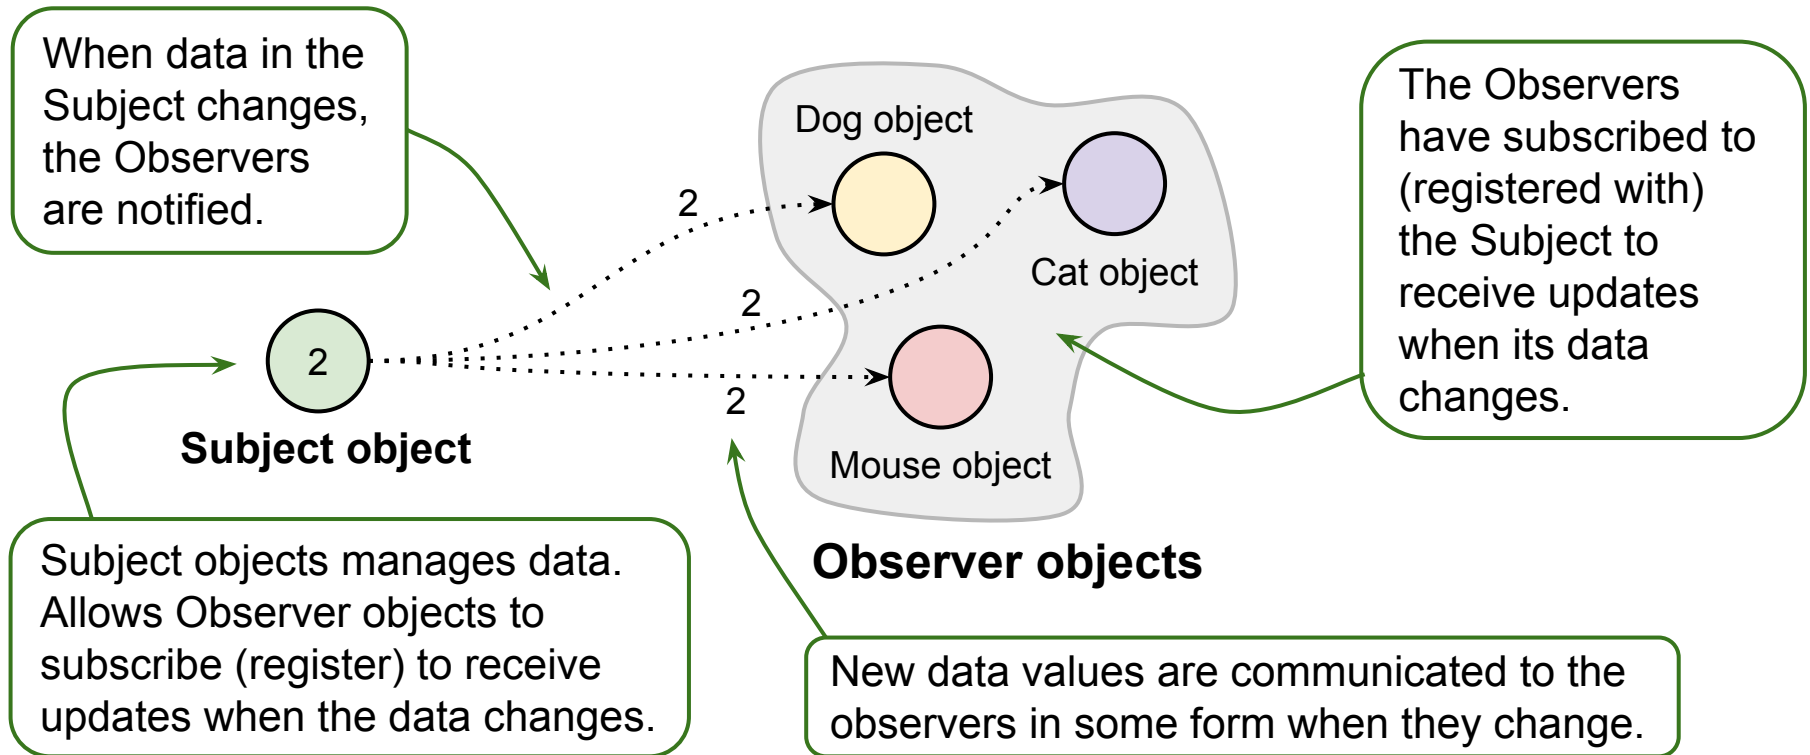 When data in the
Subject changes,
the Observers
are notified.
Dog object
Cat object
Mouse object
2
2
2
2
Subject object
Observer objects
The Observers
have subscribed to
(registered with)
the Subject to
receive updates
when its data
changes.
Subject objects manages data.
Allows Observer objects to
subscribe (register) to receive
updates when the data changes.
New data values are communicated to the
observers in some form when they change.